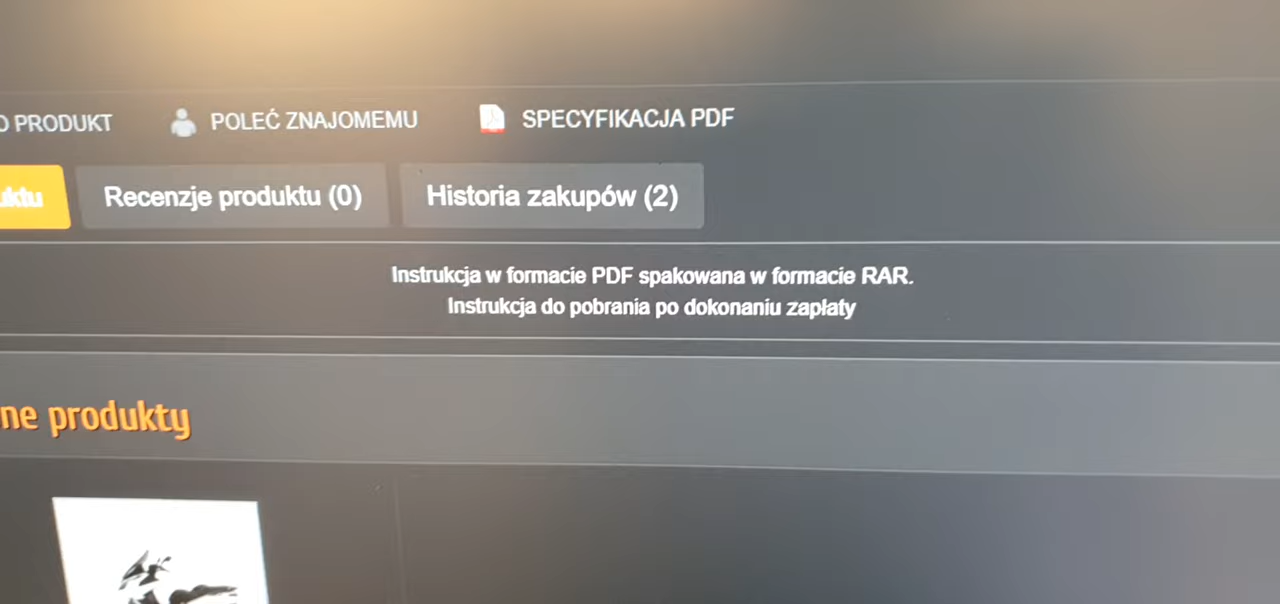 O PRODUKT
POLEĆ ZNAJOMEMU
SPECYFIKACJA PDF
uktu
Recenzje produktu (0)
Historia zakupów (2)
Instrukcja w formacie PDF spakowana w formacie RAR.
Instrukcja do pobrania po dokonaniu zapłaty
ne produkty